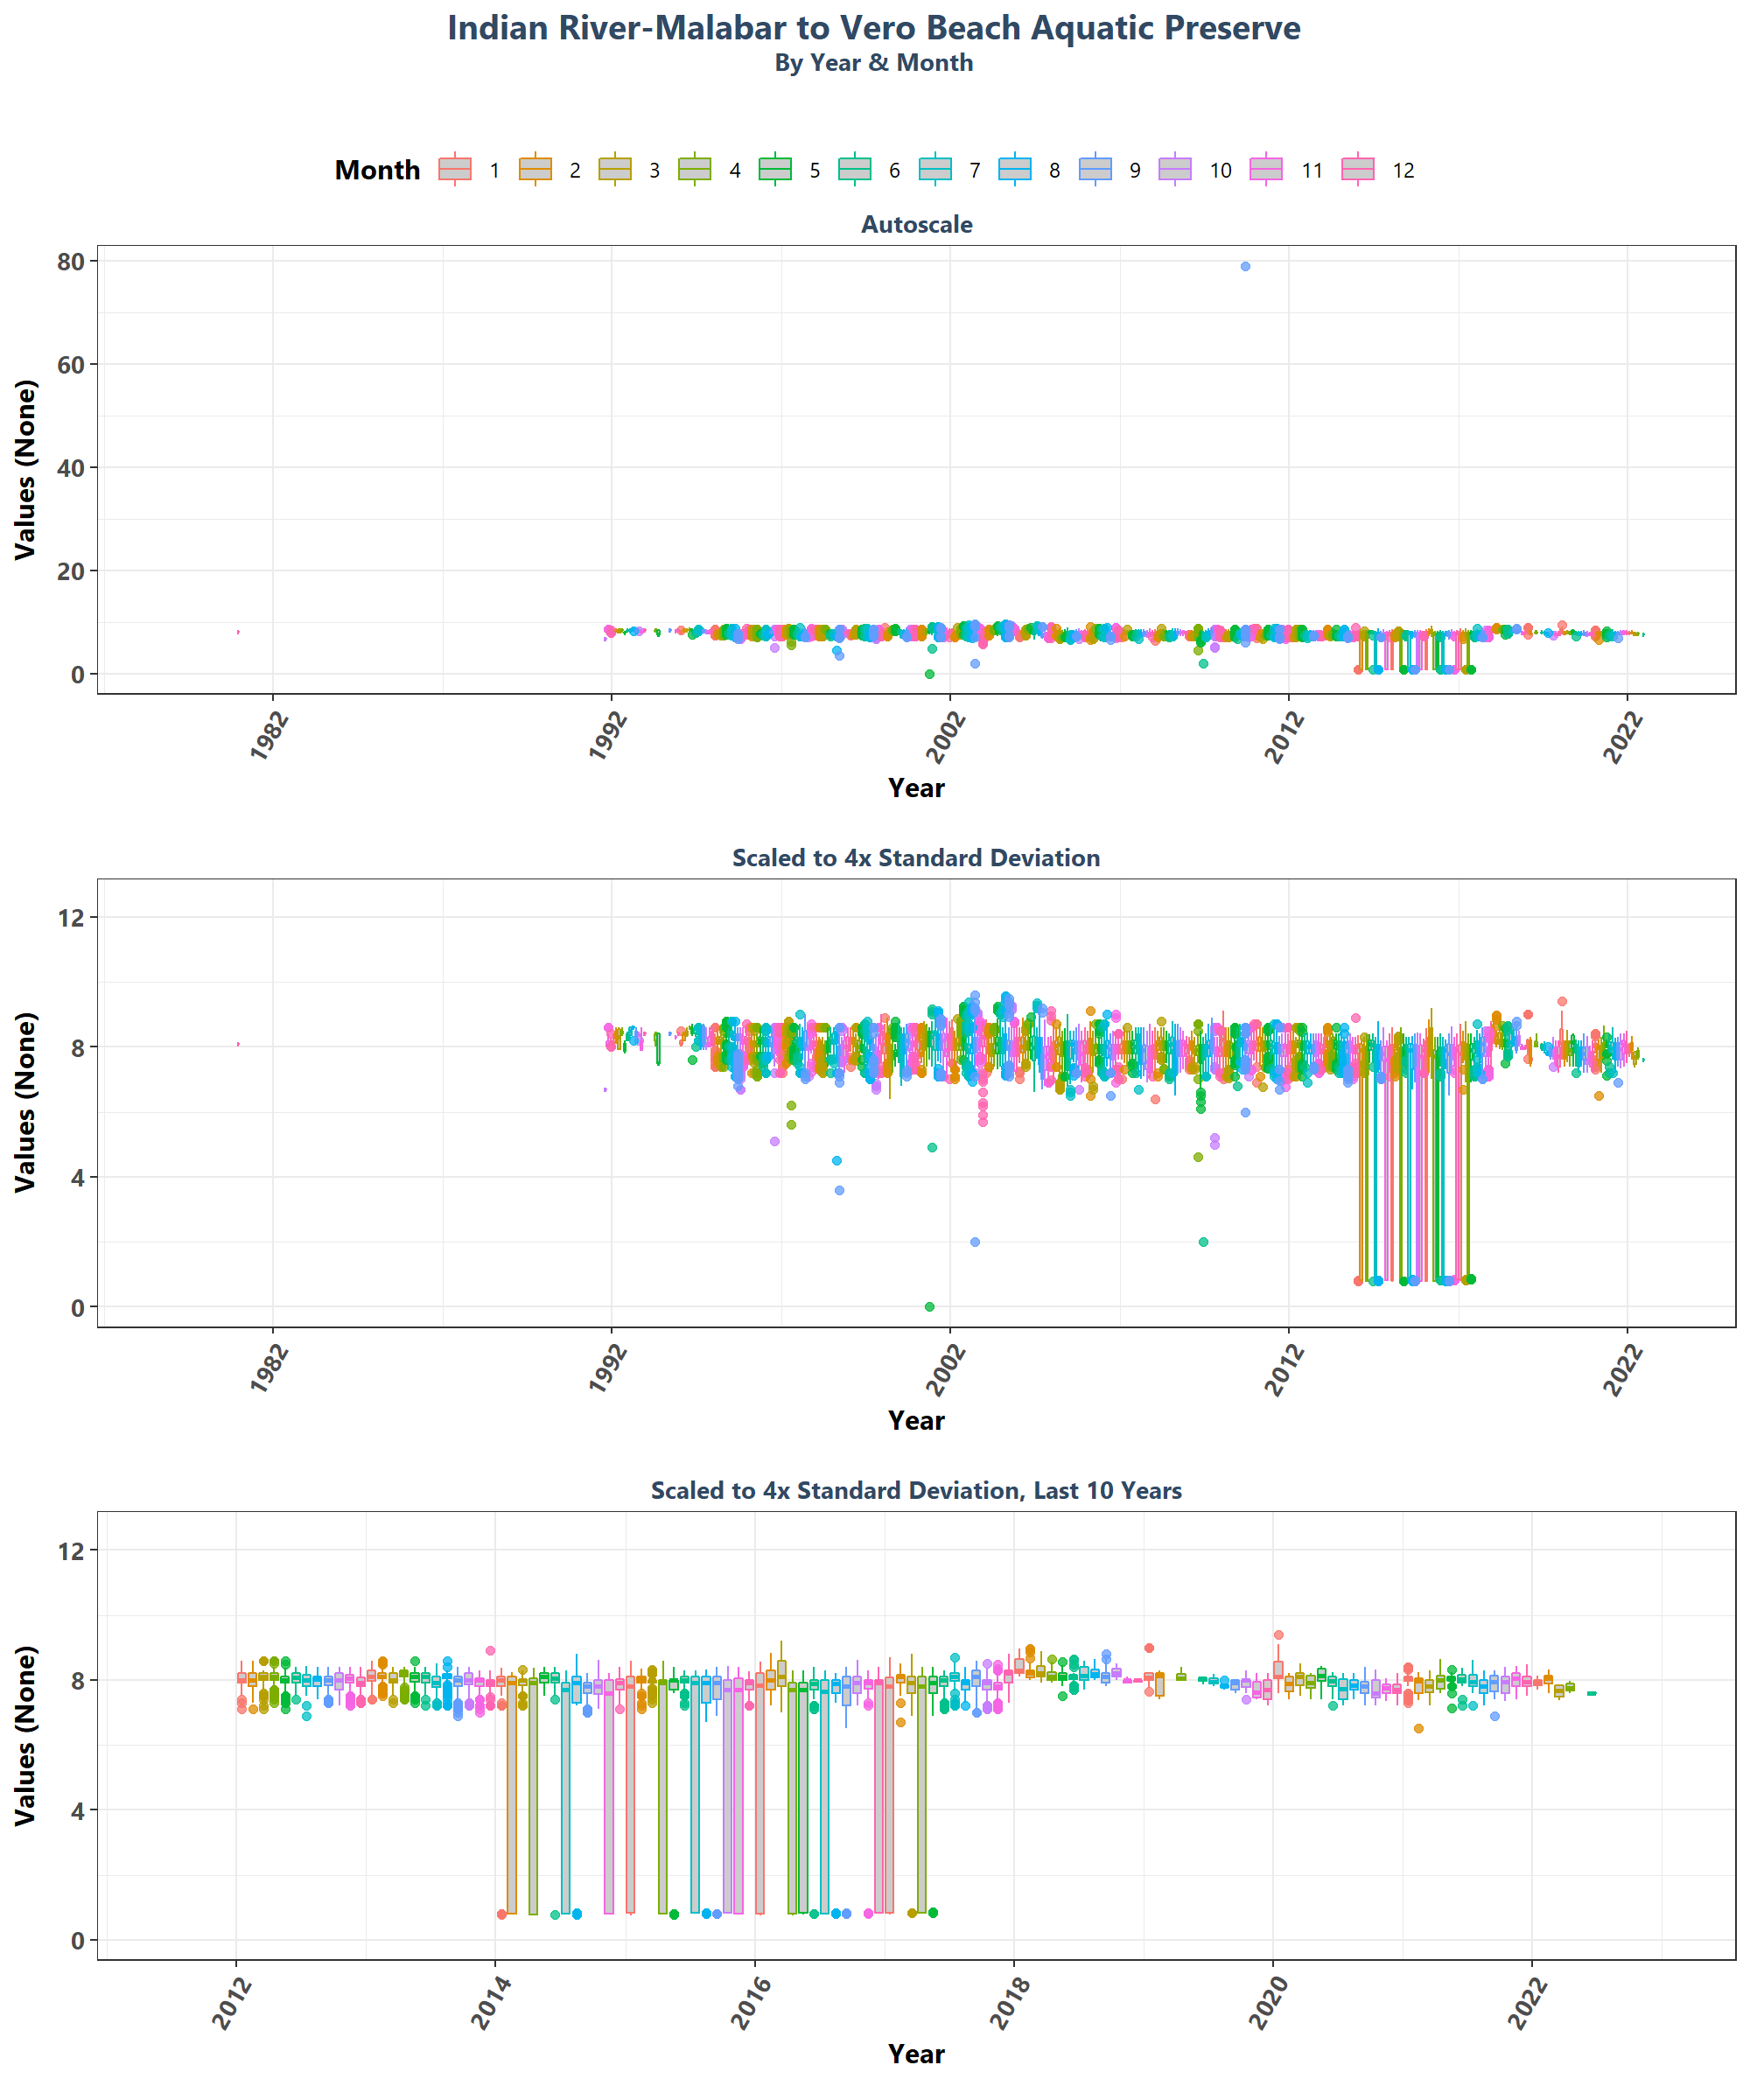 Indian River-Malabar to Vero Beach Aquatic Preserve
By Year & Month
Month 1 2 3 4 5 6 7 8 9 10 11 12
Autoscale
80
60
40
20
0
Values (None)
1982 1992 2002 2012 2022
Year
Scaled to 4x Standard Deviation
12
8
4
0
Values (None)
1982 1992 2002 2012 2022
Year
Scaled to 4x Standard Deviation, Last 10 Years
12
8
4
0
Values (None)
2012 2014 2016 2018 2020 2022
Year